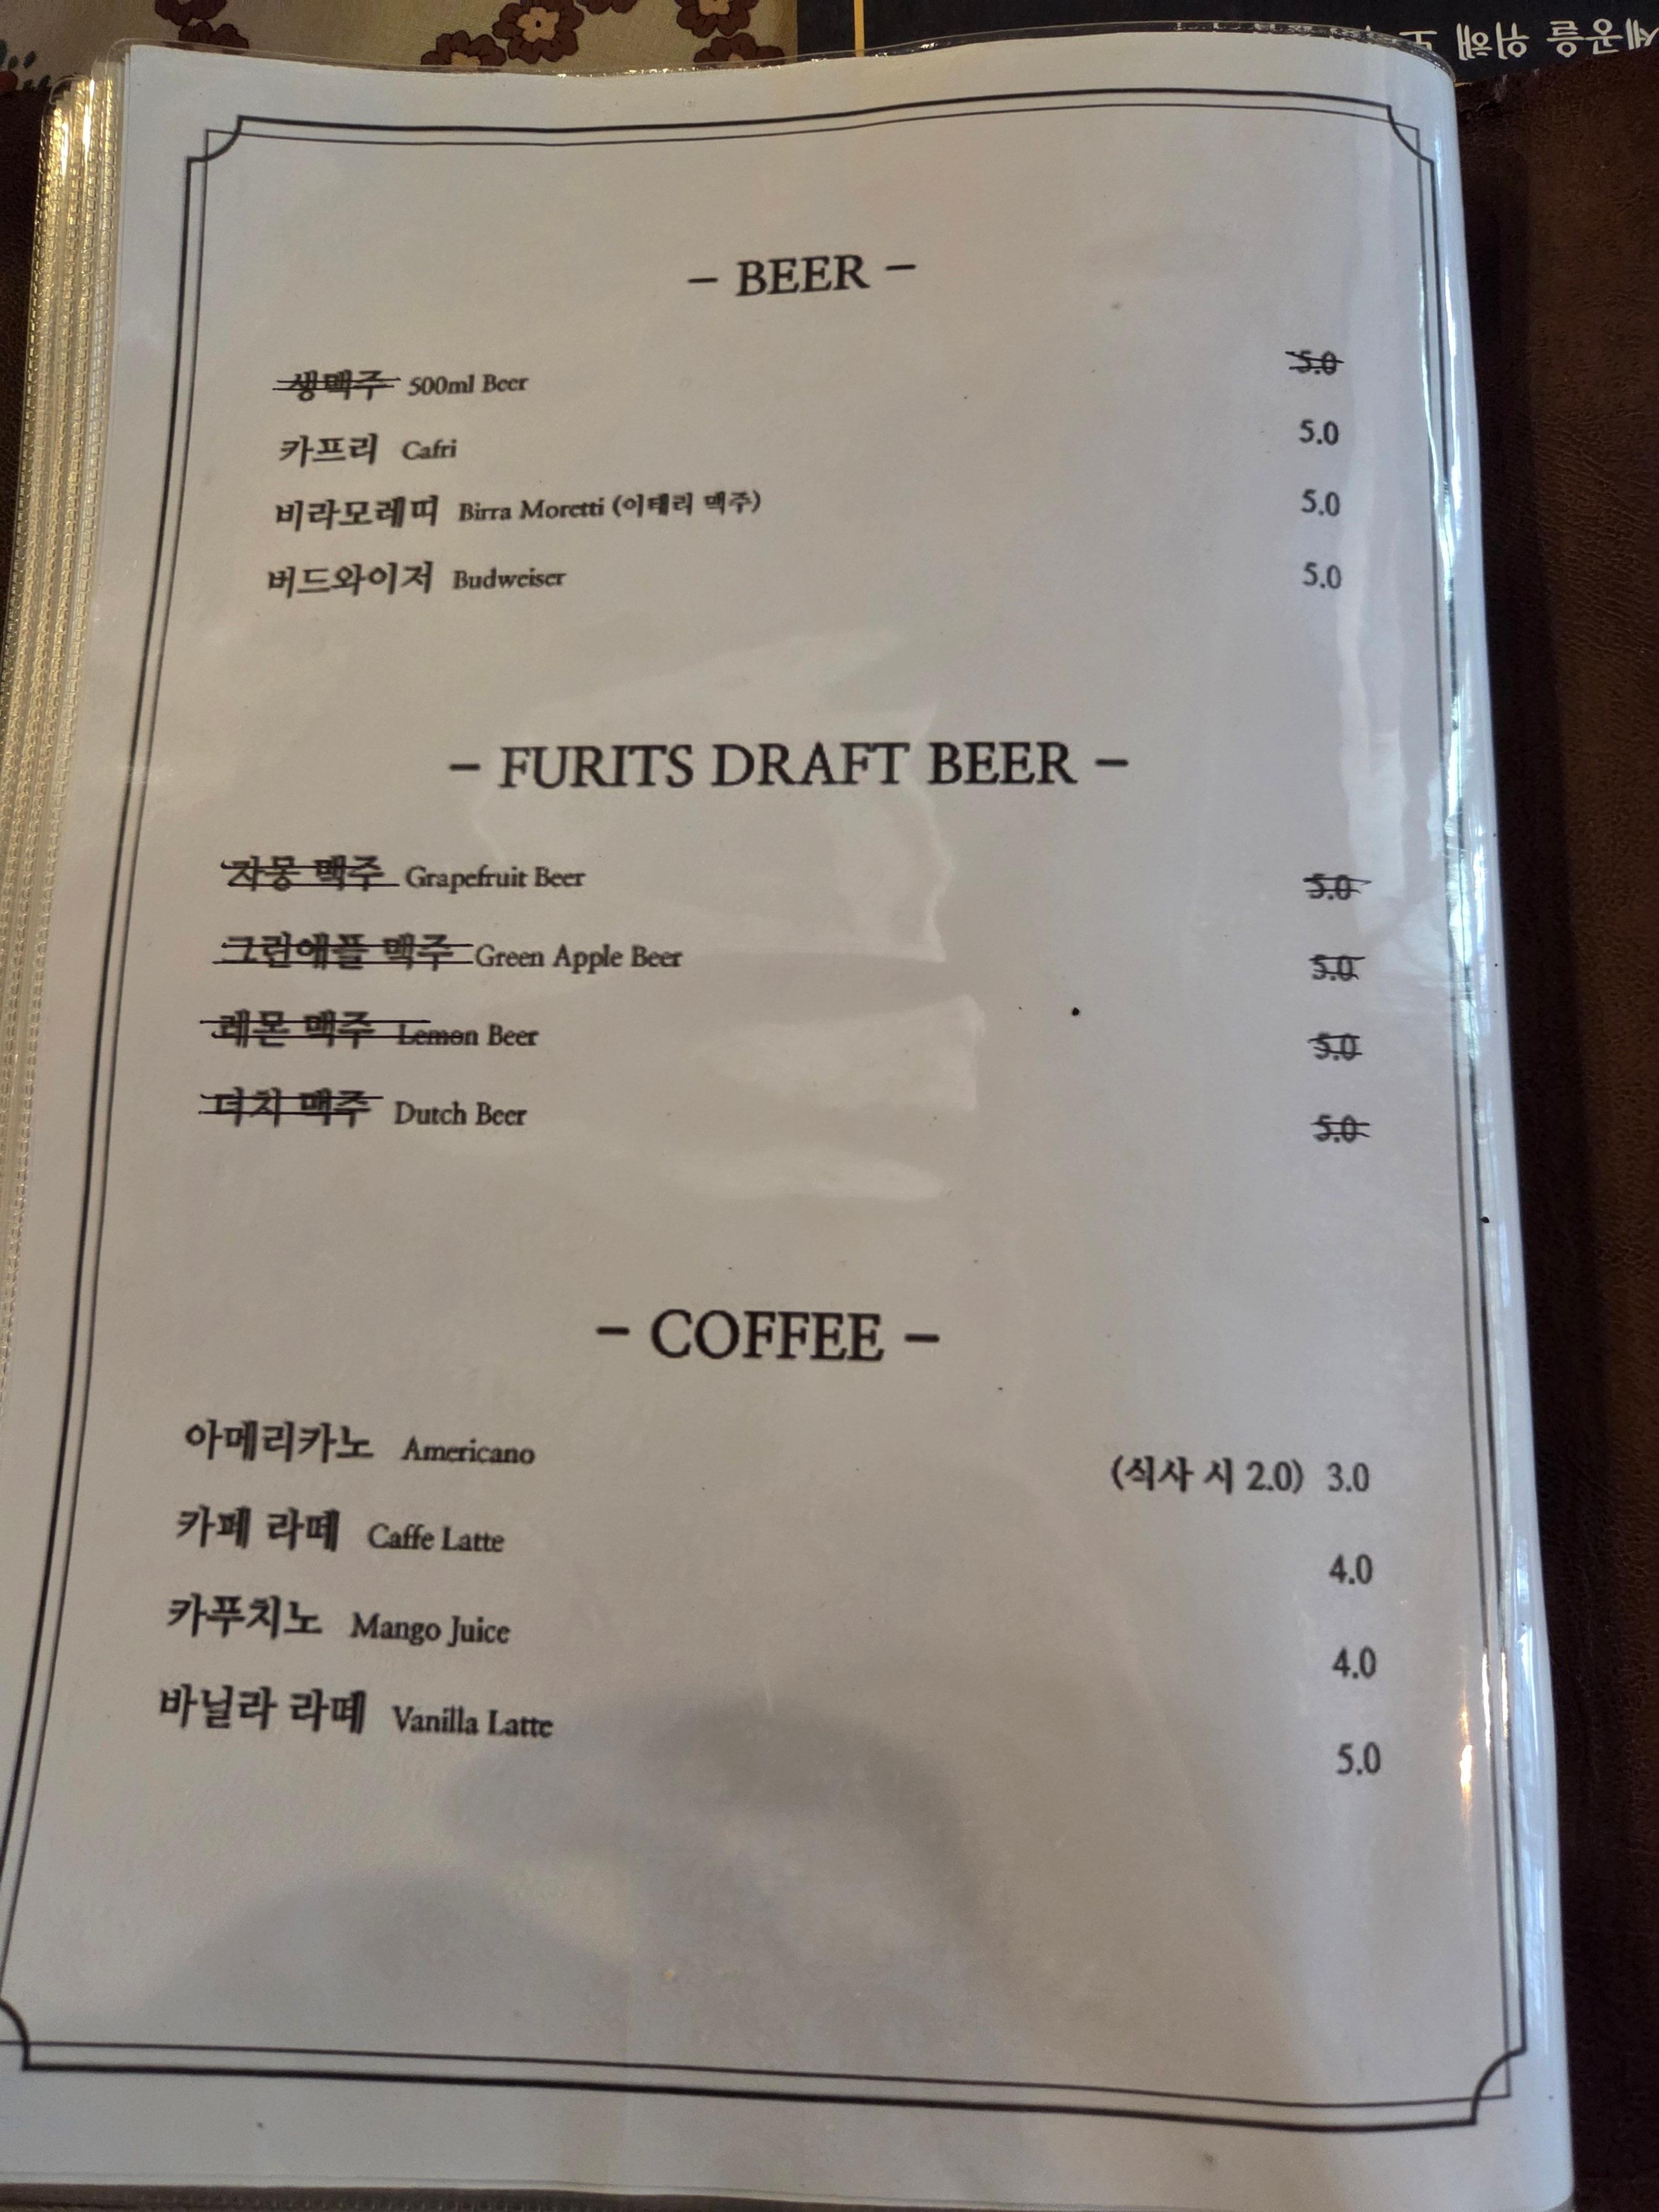 세종을 위해
- BEER -
생맥주 500ml Beer 5.0
카프리 Cafri 5.0
비라모레띠 Birra Moretti (이태리 맥주) 5.0
버드와이저 Budweiser 5.0
- FURITS DRAFT BEER -
자몽 맥주 Grapefruit Beer 5.0
그린애플 맥주 Green Apple Beer 5.0
레몬 맥주 Lemon Beer 5.0
더치 맥주 Dutch Beer 5.0
- COFFEE -
아메리카노 Americano (식사 시 2.0) 3.0
카페 라떼 Caffe Latte 4.0
카푸치노 Mango Juice 4.0
바닐라 라떼 Vanilla Latte 5.0